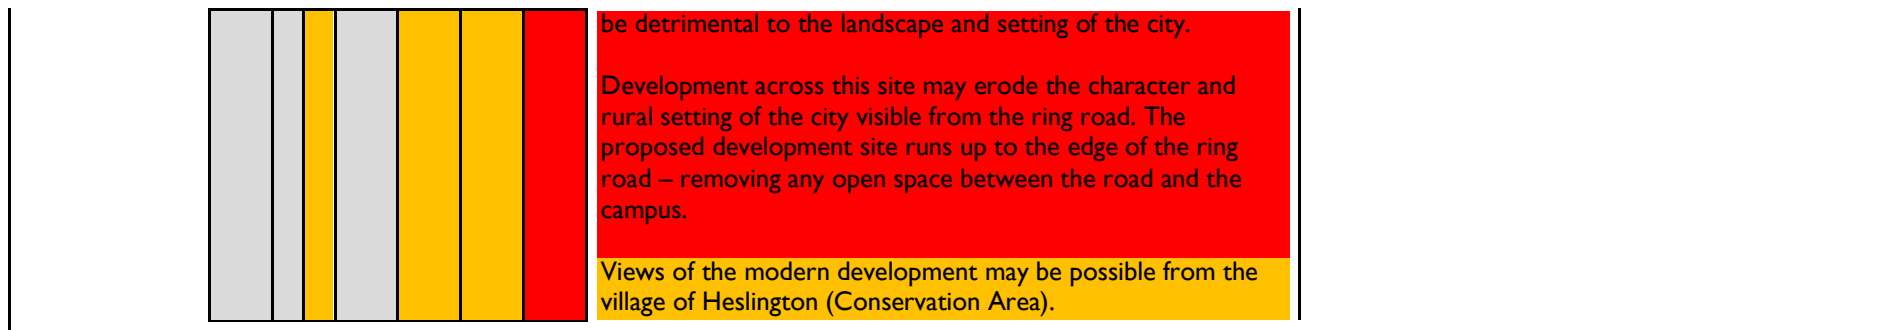 be detrimental to the landscape and setting of the city.
Development across this site may erode the character and
rural setting of the city visible from the ring road. The
proposed development site runs up to the edge of the ring
road – removing any open space between the road and the
campus.
Views of the modern development may be possible from the
village of Heslington (Conservation Area).